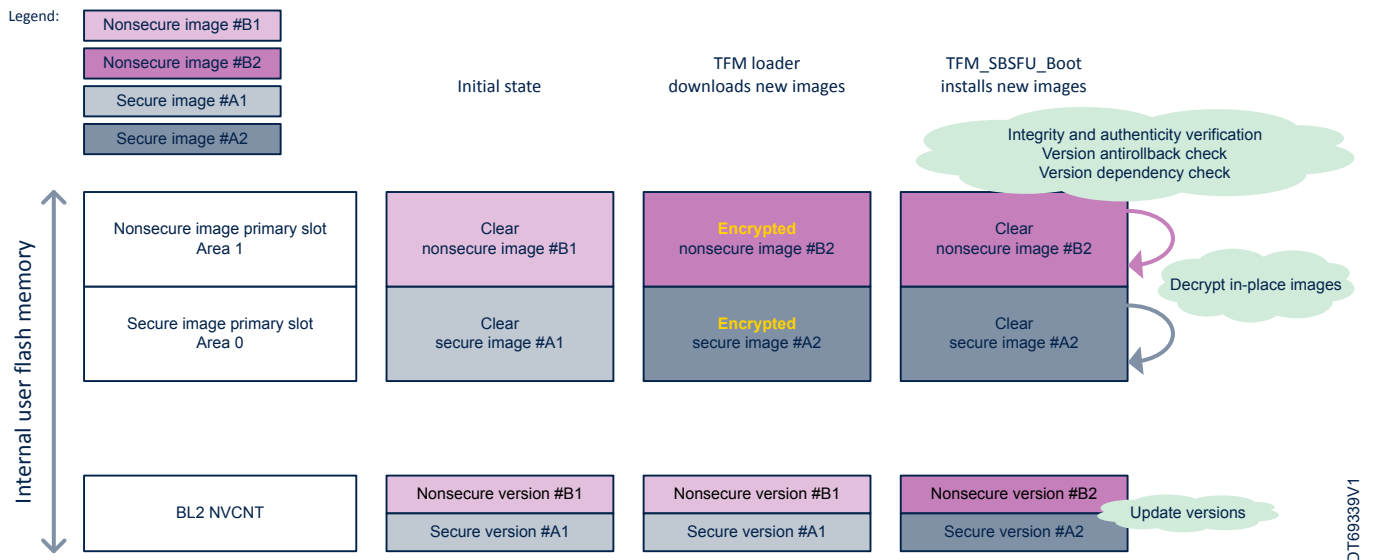 Legend:
Nonsecure image #B1
Nonsecure image #B2
Secure image #A1
Secure image #A2
Initial state
TFM loader
downloads new images
TFM_SBSFU_Boot
installs new images
Integrity and authenticity verification
Version antirollback check
Version dependency check
Internal user flash memory
Nonsecure image primary slot
Area 1
Clear
nonsecure image #B1
Encrypted
nonsecure image #B2
Clear
nonsecure image #B2
Decrypt in-place images
Secure image primary slot
Area 0
Clear
secure image #A1
Encrypted
secure image #A2
Clear
secure image #A2
BL2 NVCNT
Nonsecure version #B1
Secure version #A1
Nonsecure version #B1
Secure version #A1
Nonsecure version #B2
Secure version #A2
Update versions
DT69339V1